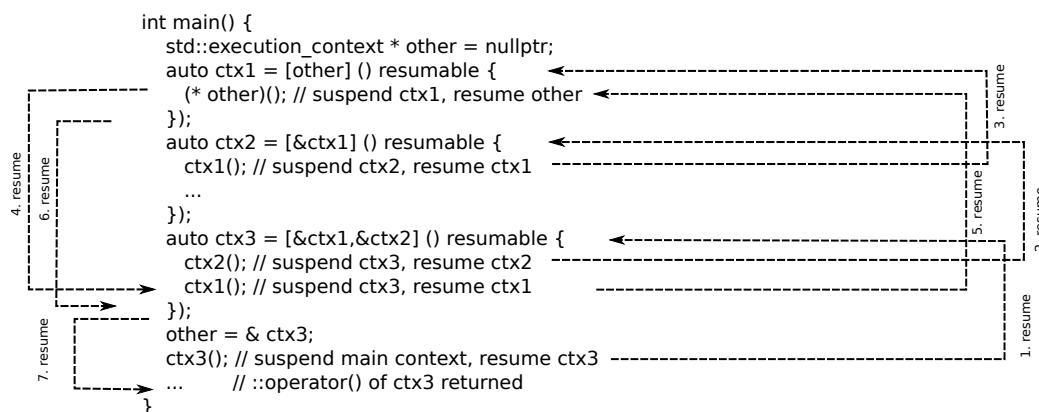 int main() {
std::execution_context * other = nullptr;
auto ctx1 = [other] () resumable {
(* other)(); // suspend ctx1, resume other
});
auto ctx2 = [&ctx1] () resumable {
ctx1(); // suspend ctx2, resume ctx1
...
});
auto ctx3 = [&ctx1,&ctx2] () resumable {
ctx2(); // suspend ctx3, resume ctx2
ctx1(); // suspend ctx3, resume ctx1
});
other = & ctx3;
ctx3(); // suspend main context, resume ctx3
... // ::operator() of ctx3 returned
}
4. resume
6. resume
7. resume
3. resume
5. resume
2. resume
1. resume